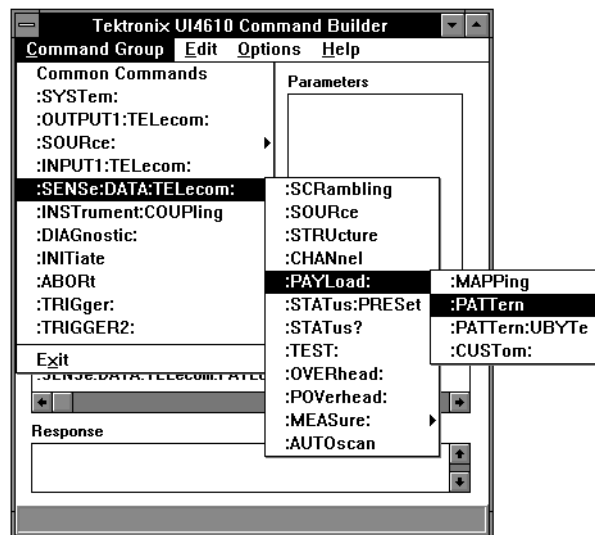 Tektronix UI4610 Command Builder
Command Group Edit Options Help
Common Commands
:SYSTem:
:OUTPUT1:TELecom:
:SOURce:
:INPUT1:TELecom:
:SENSe:DATA:TELecom:
:INSTrument:COUPling
:DIAGnostic:
:INITiate
:ABORt
:TRIGger:
:TRIGGER2:
Exit
Parameters
:SCRambling
:SOURce
:STRUcture
:CHANnel
:PAYLoad:
:STATus:PRESet
:STATus?
:TEST:
:OVERhead:
:POVerhead:
:MEASure:
:AUTOscan
:MAPPing
:PATTern
:PATTern:UBYTe
:CUSTom:
Response